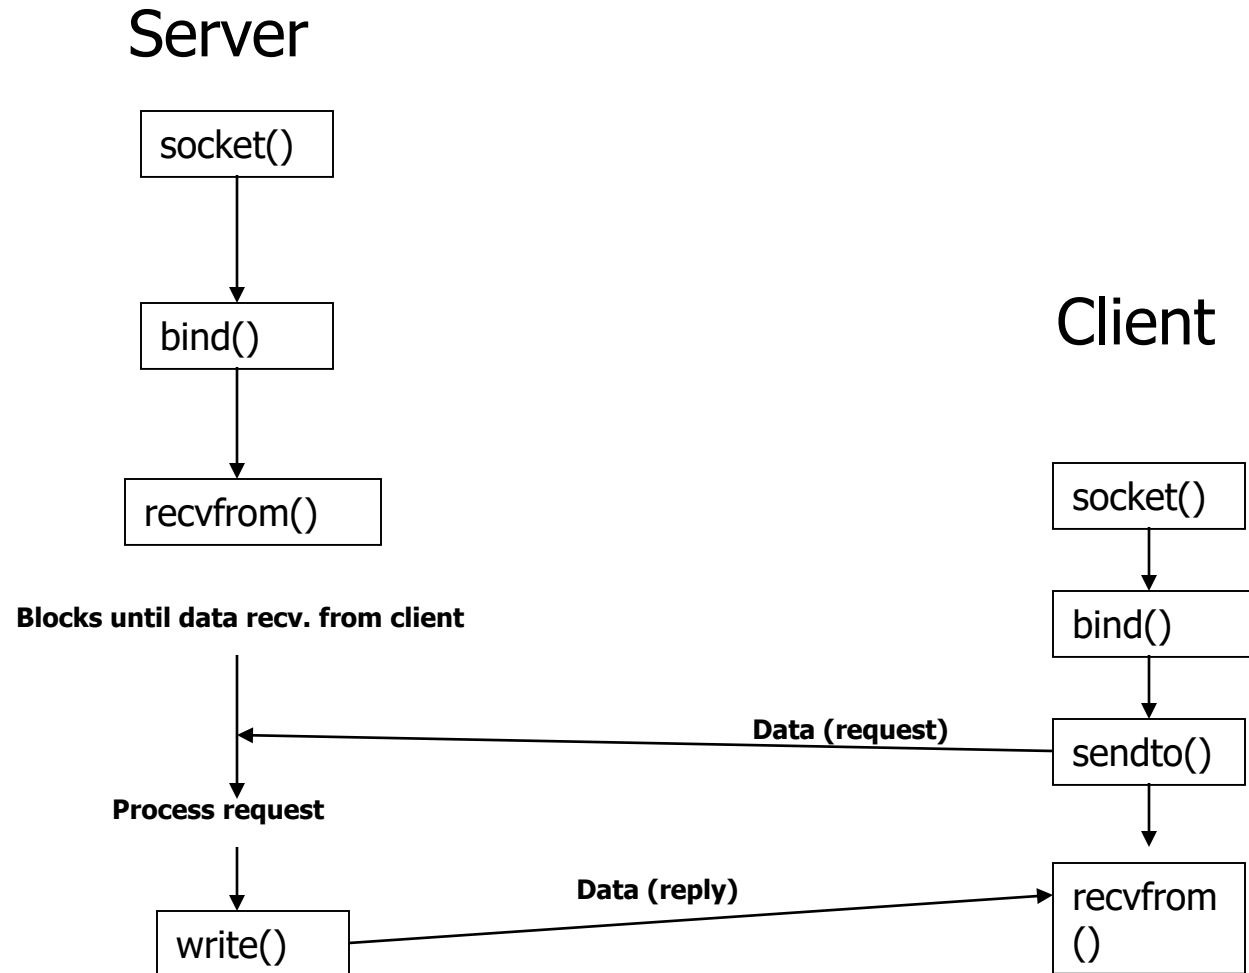 Server
socket()
bind()
Client
recvfrom()
socket()
Blocks until data recv. from client
bind()
Data (request)
sendto()
Process request
Data (reply)
recvfrom
()
write()